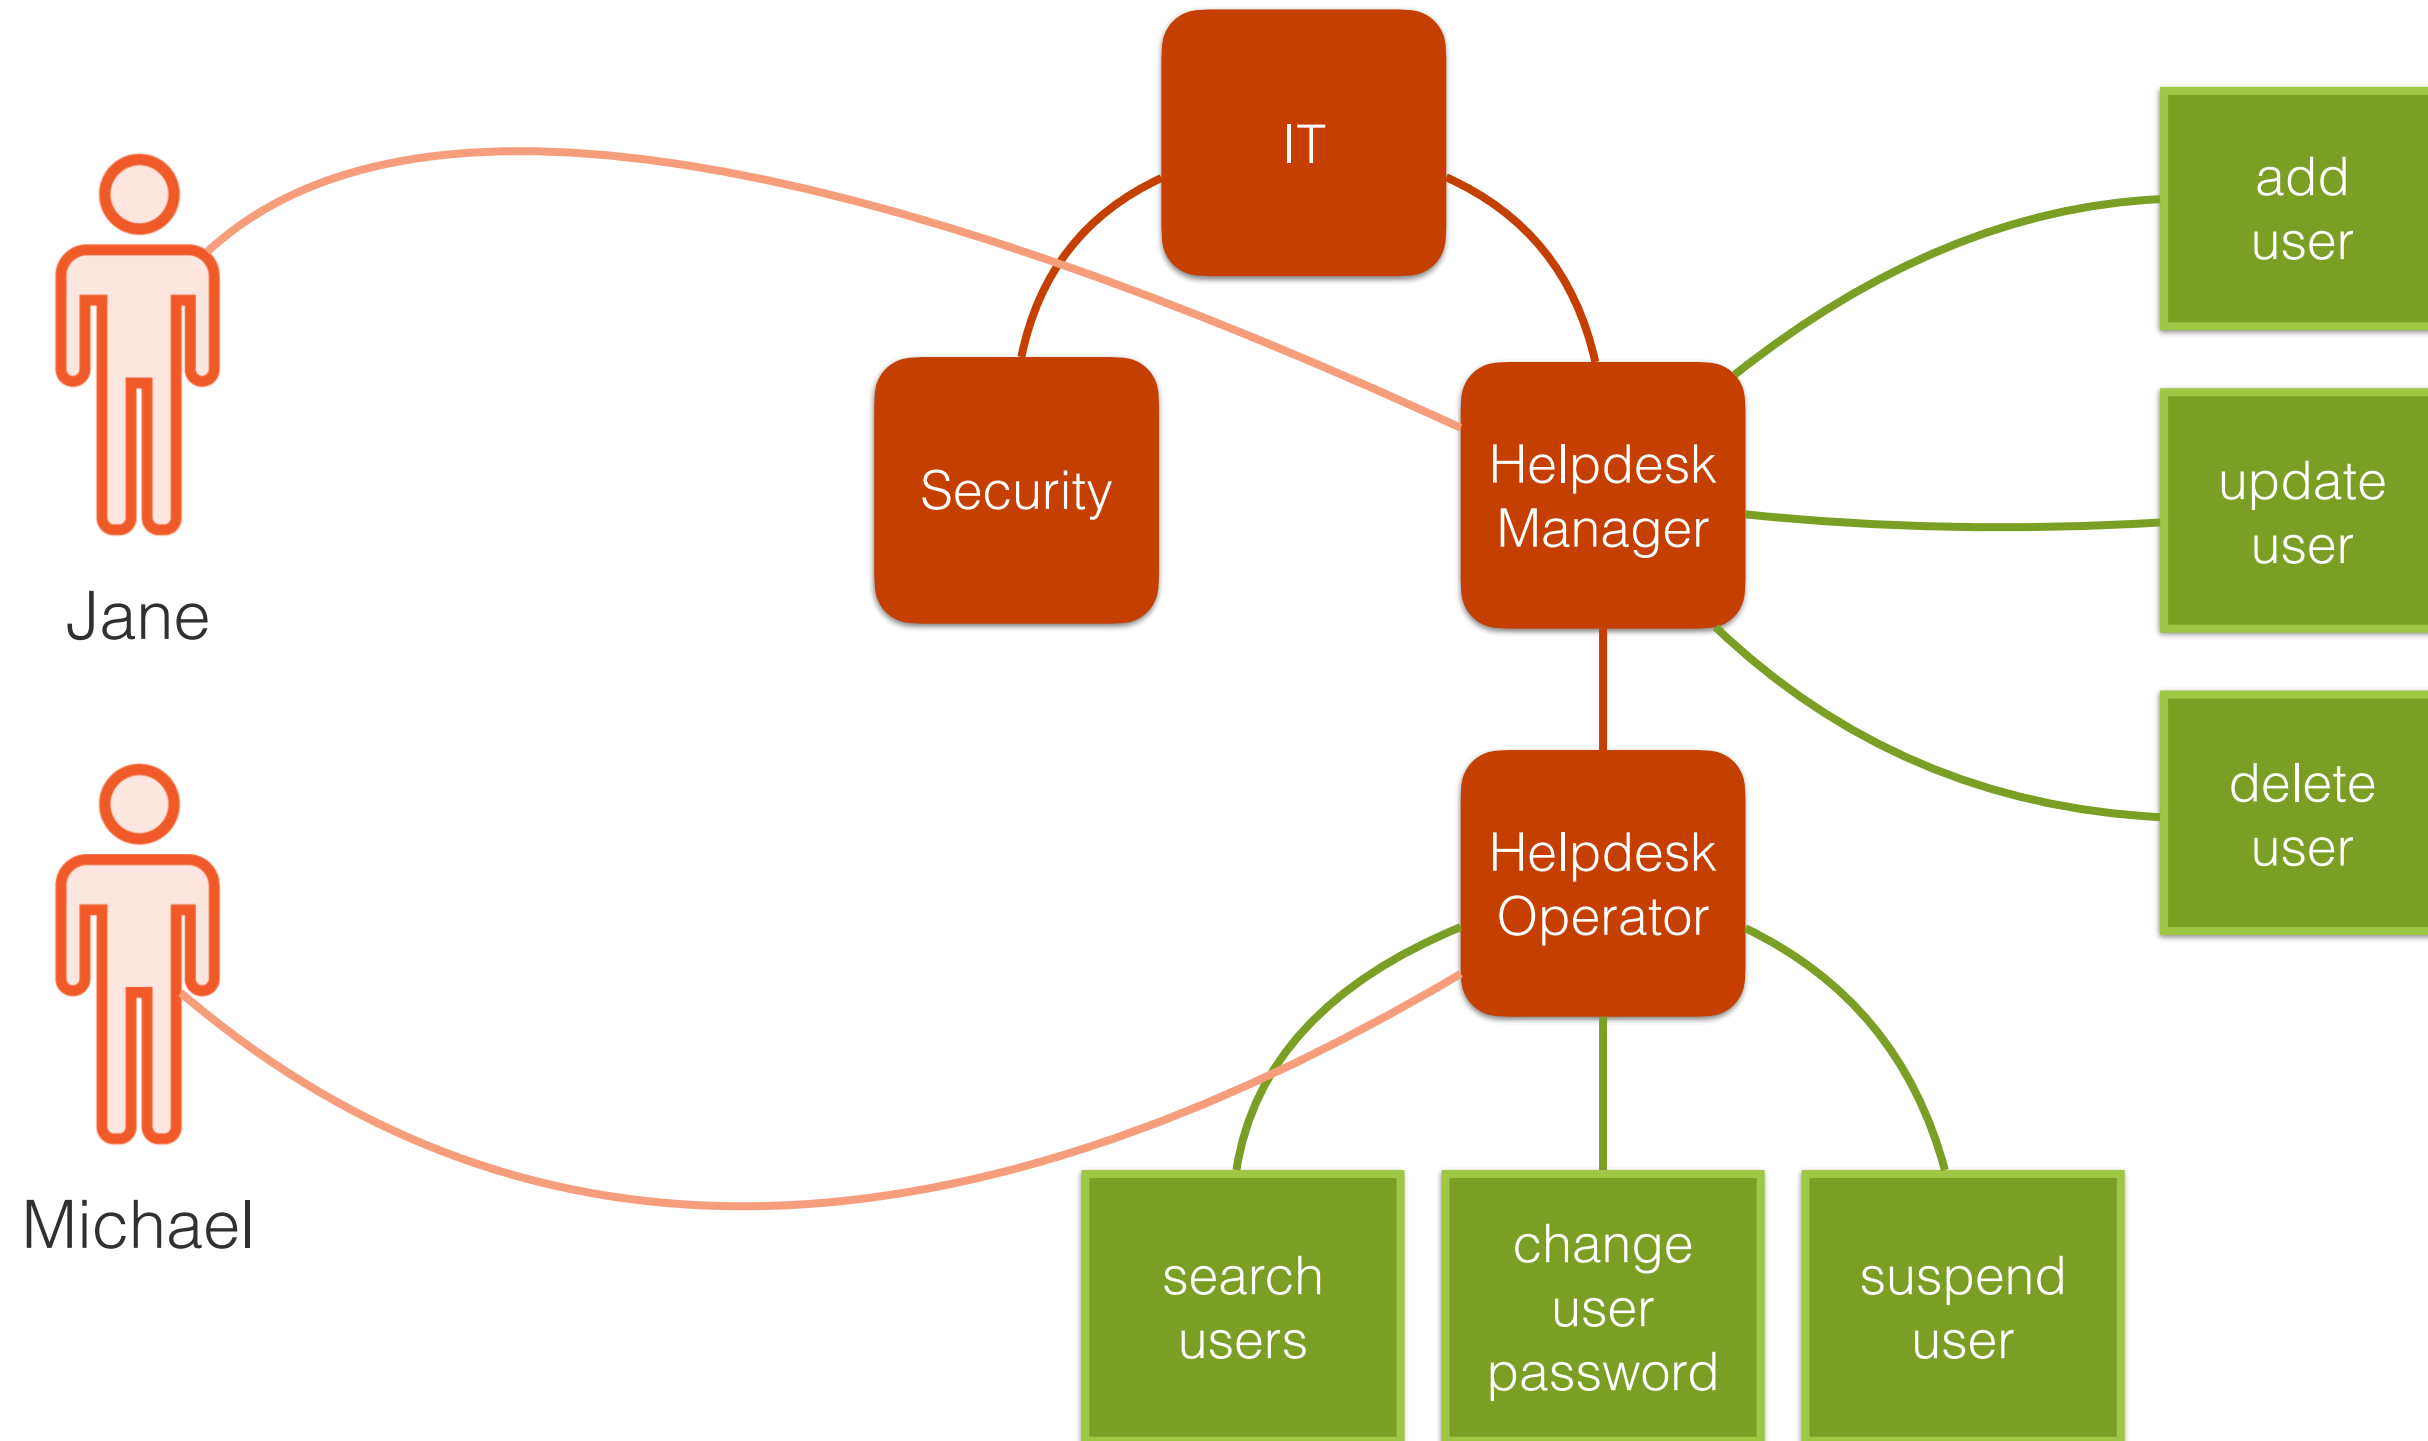 IT
add
user
Jane
Security
Helpdesk
Manager
update
user
delete
user
Michael
Helpdesk
Operator
search
users
change
user
password
suspend
user